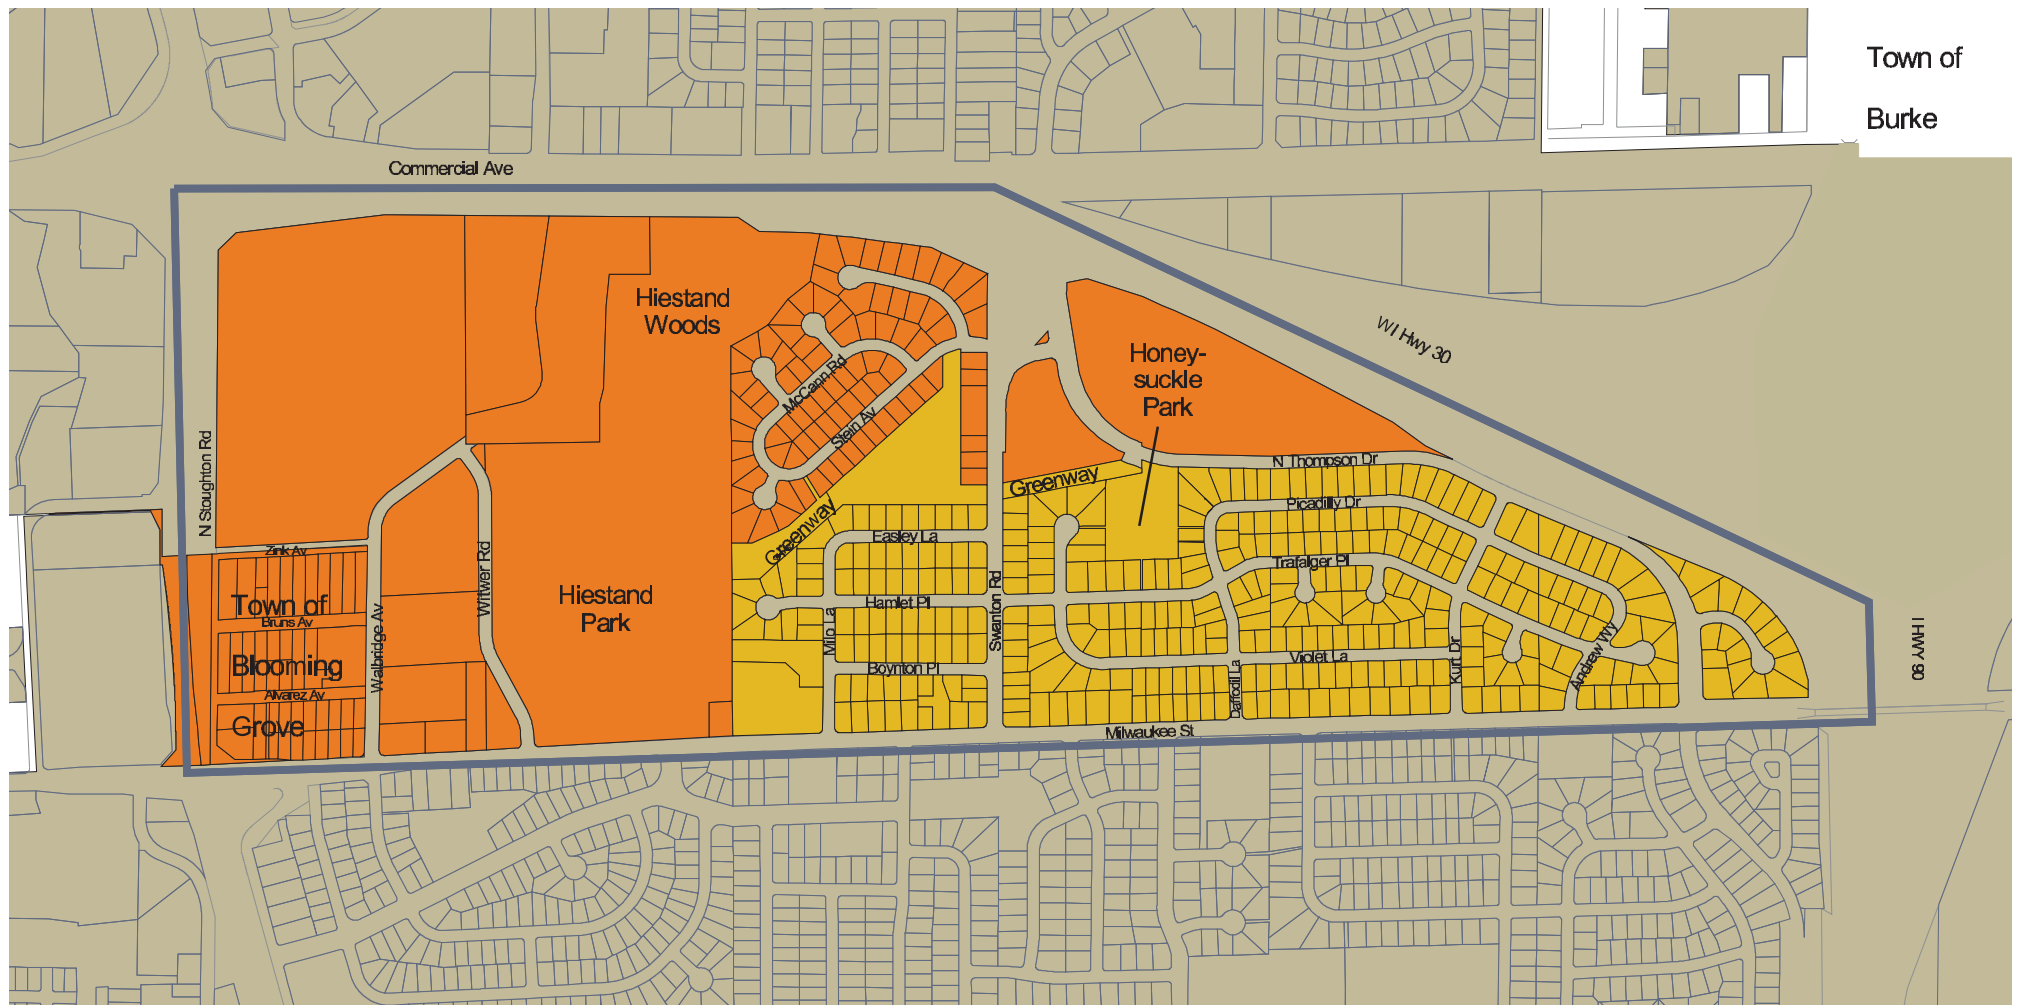 Town of
Burke
Commercial Ave
Hiestand
Woods
WI Hwy 30
Honey-
suckle
Park
McCann Rd
Stein Av
N Stoughton Rd
N Thompson Dr
Greenway
Picadilly Dr
Greenway
Easley La
Zink Av
Trafalger Pl
Witwer Rd
Hiestand
Park
Swanton Rd
Hamlet Pl
Milo La
Town of
Bruns Av
Blooming
Walbridge Av
Alvarez Av
Grove
Boynton Pl
Violet La
Kurt Dr
Andrew Wy
Daffodil La
I HWY 90
Milwaukee St